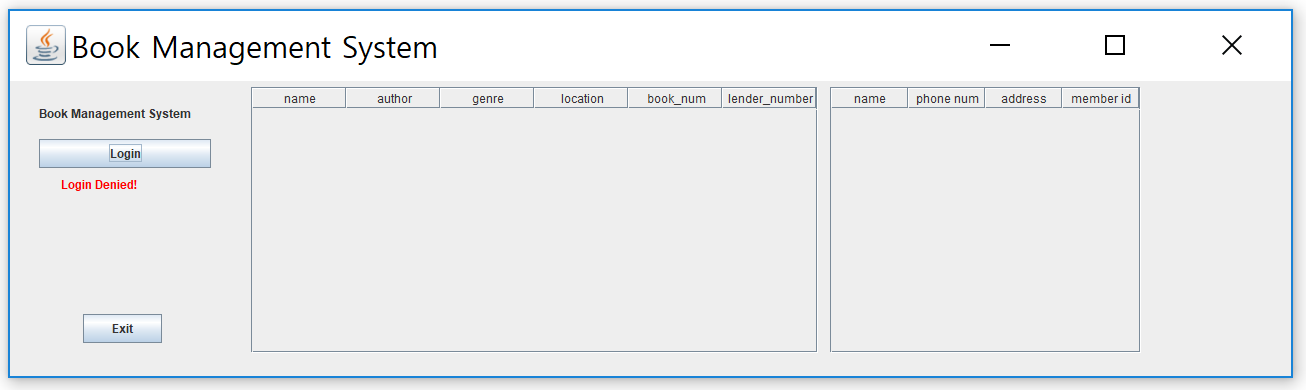 Book Management System
Book Management System
Login
Login Denied!
Exit
name author genre location book_num lender_number
name phone num address member id